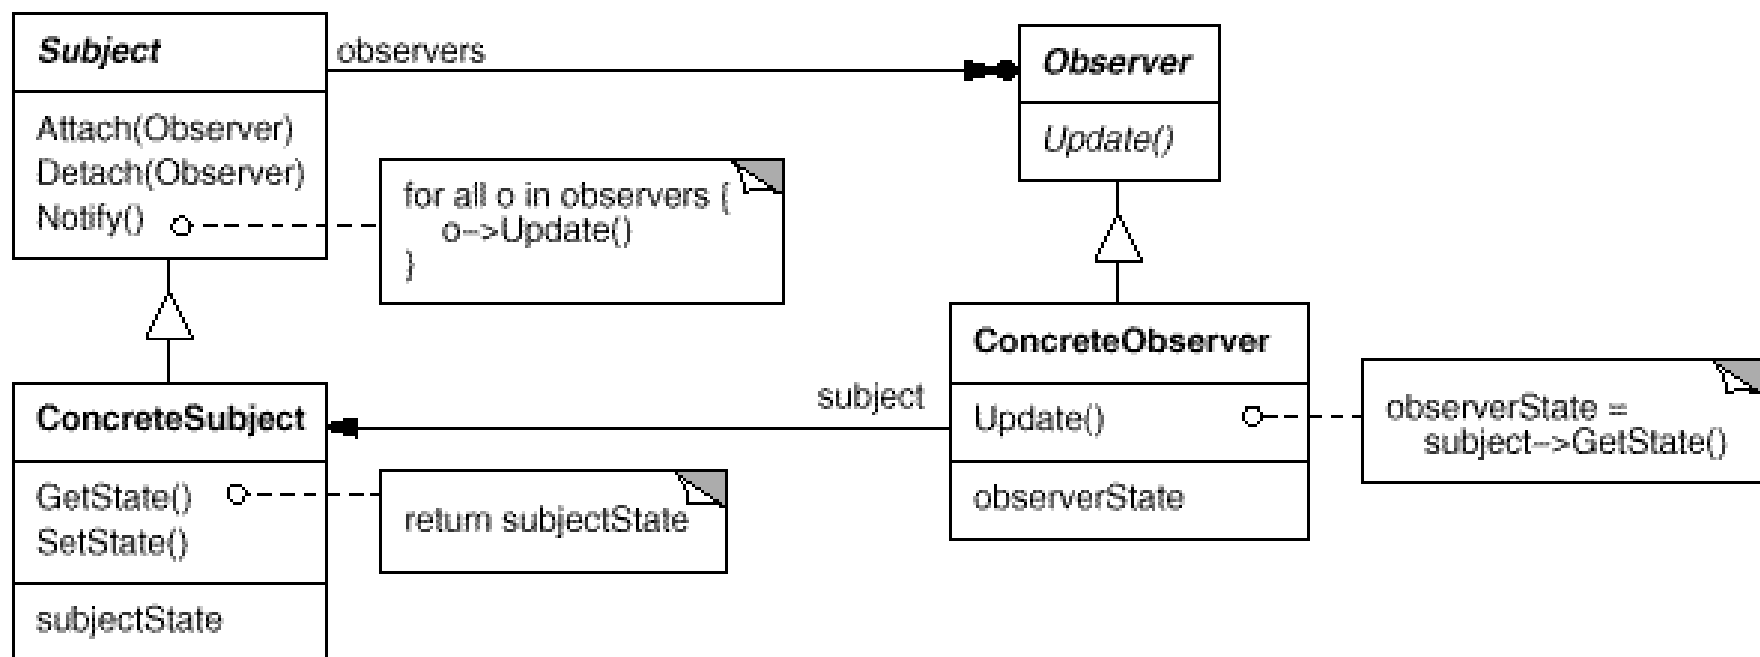 Subject
Attach(Observer)
Detach(Observer)
Notify()
observers
Observer
Update()
for all o in observers {
o->Update()
}
ConcreteSubject
GetState()
SetState()
subjectState
return subjectState
subject
ConcreteObserver
Update()
observerState
observerState =
subject->GetState()